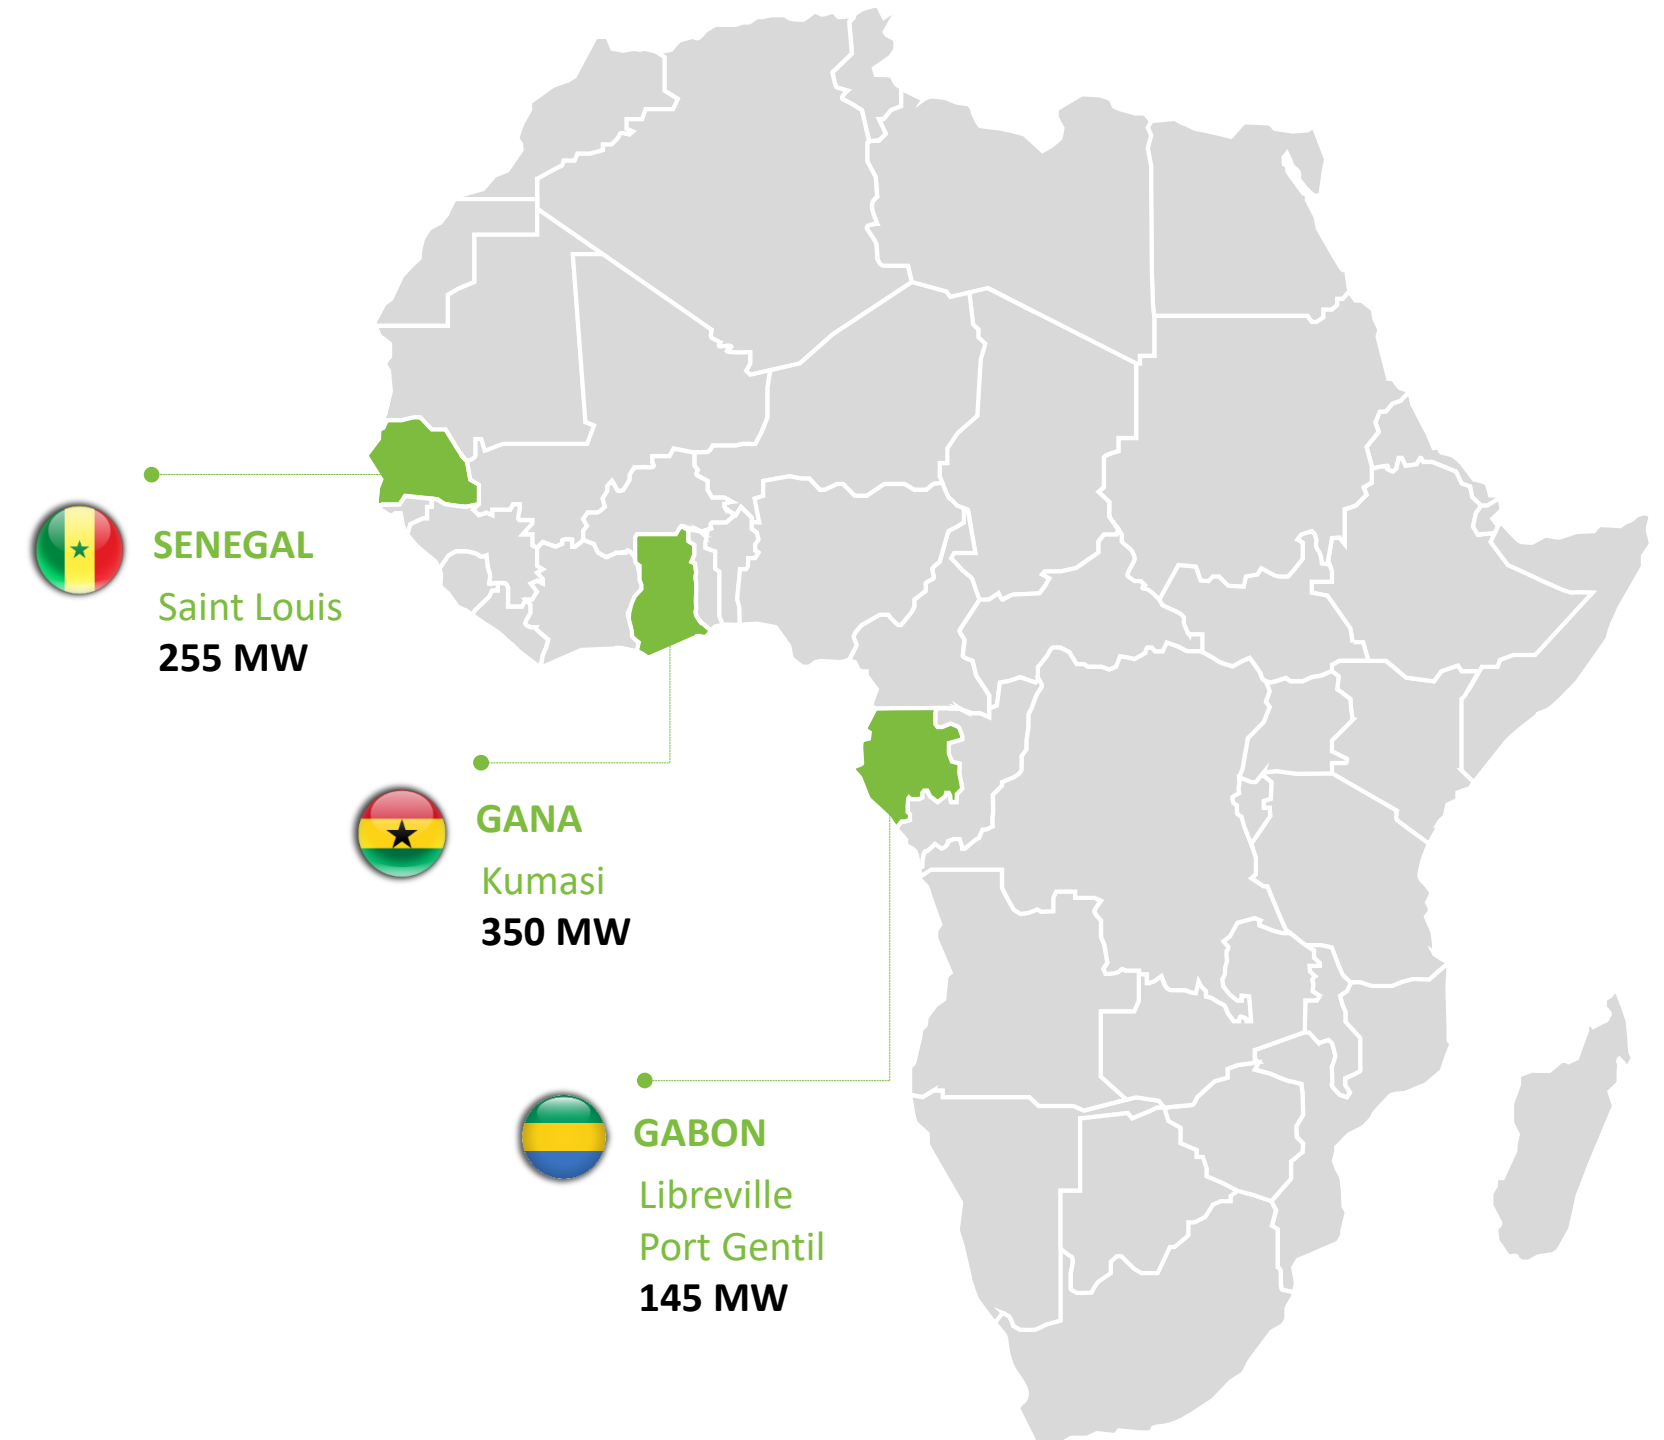 SENEGAL
Saint Louis
255 MW
GANA
Kumasi
350 MW
GABON
Libreville
Port Gentil
145 MW